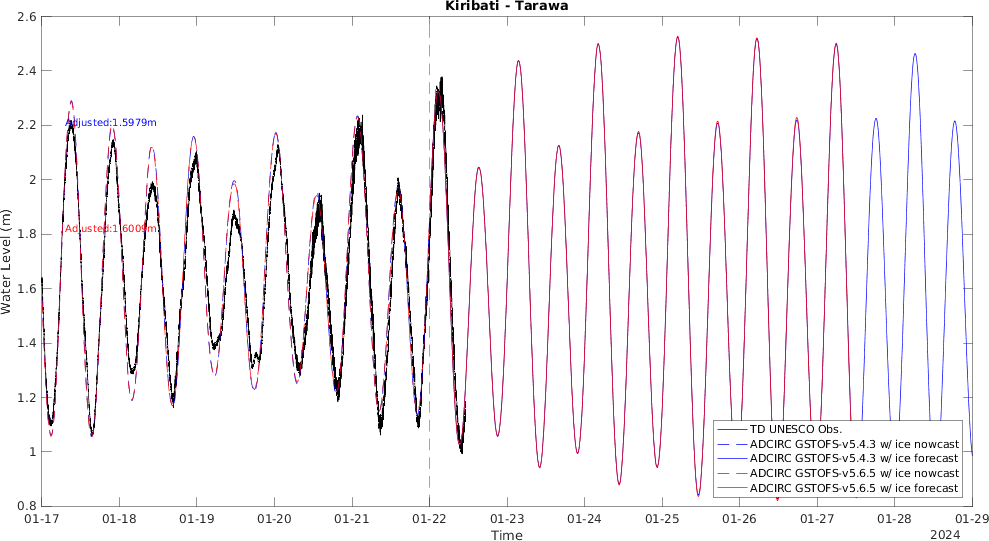 Kiribati - Tarawa
2.6
2.4
2.2
2
1.8
1.6
1.4
1.2
1
0.8
Water Level (m)
Adjusted:1.5979m
Adjusted:1.6009m
TD UNESCO Obs.
ADCIRC GSTOFS-v5.4.3 w/ ice nowcast
ADCIRC GSTOFS-v5.4.3 w/ ice forecast
ADCIRC GSTOFS-v5.6.5 w/ ice nowcast
ADCIRC GSTOFS-v5.6.5 w/ ice forecast
01-17 01-18 01-19 01-20 01-21 01-22 01-23 01-24 01-25 01-26 01-27 01-28 01-29
Time
2024